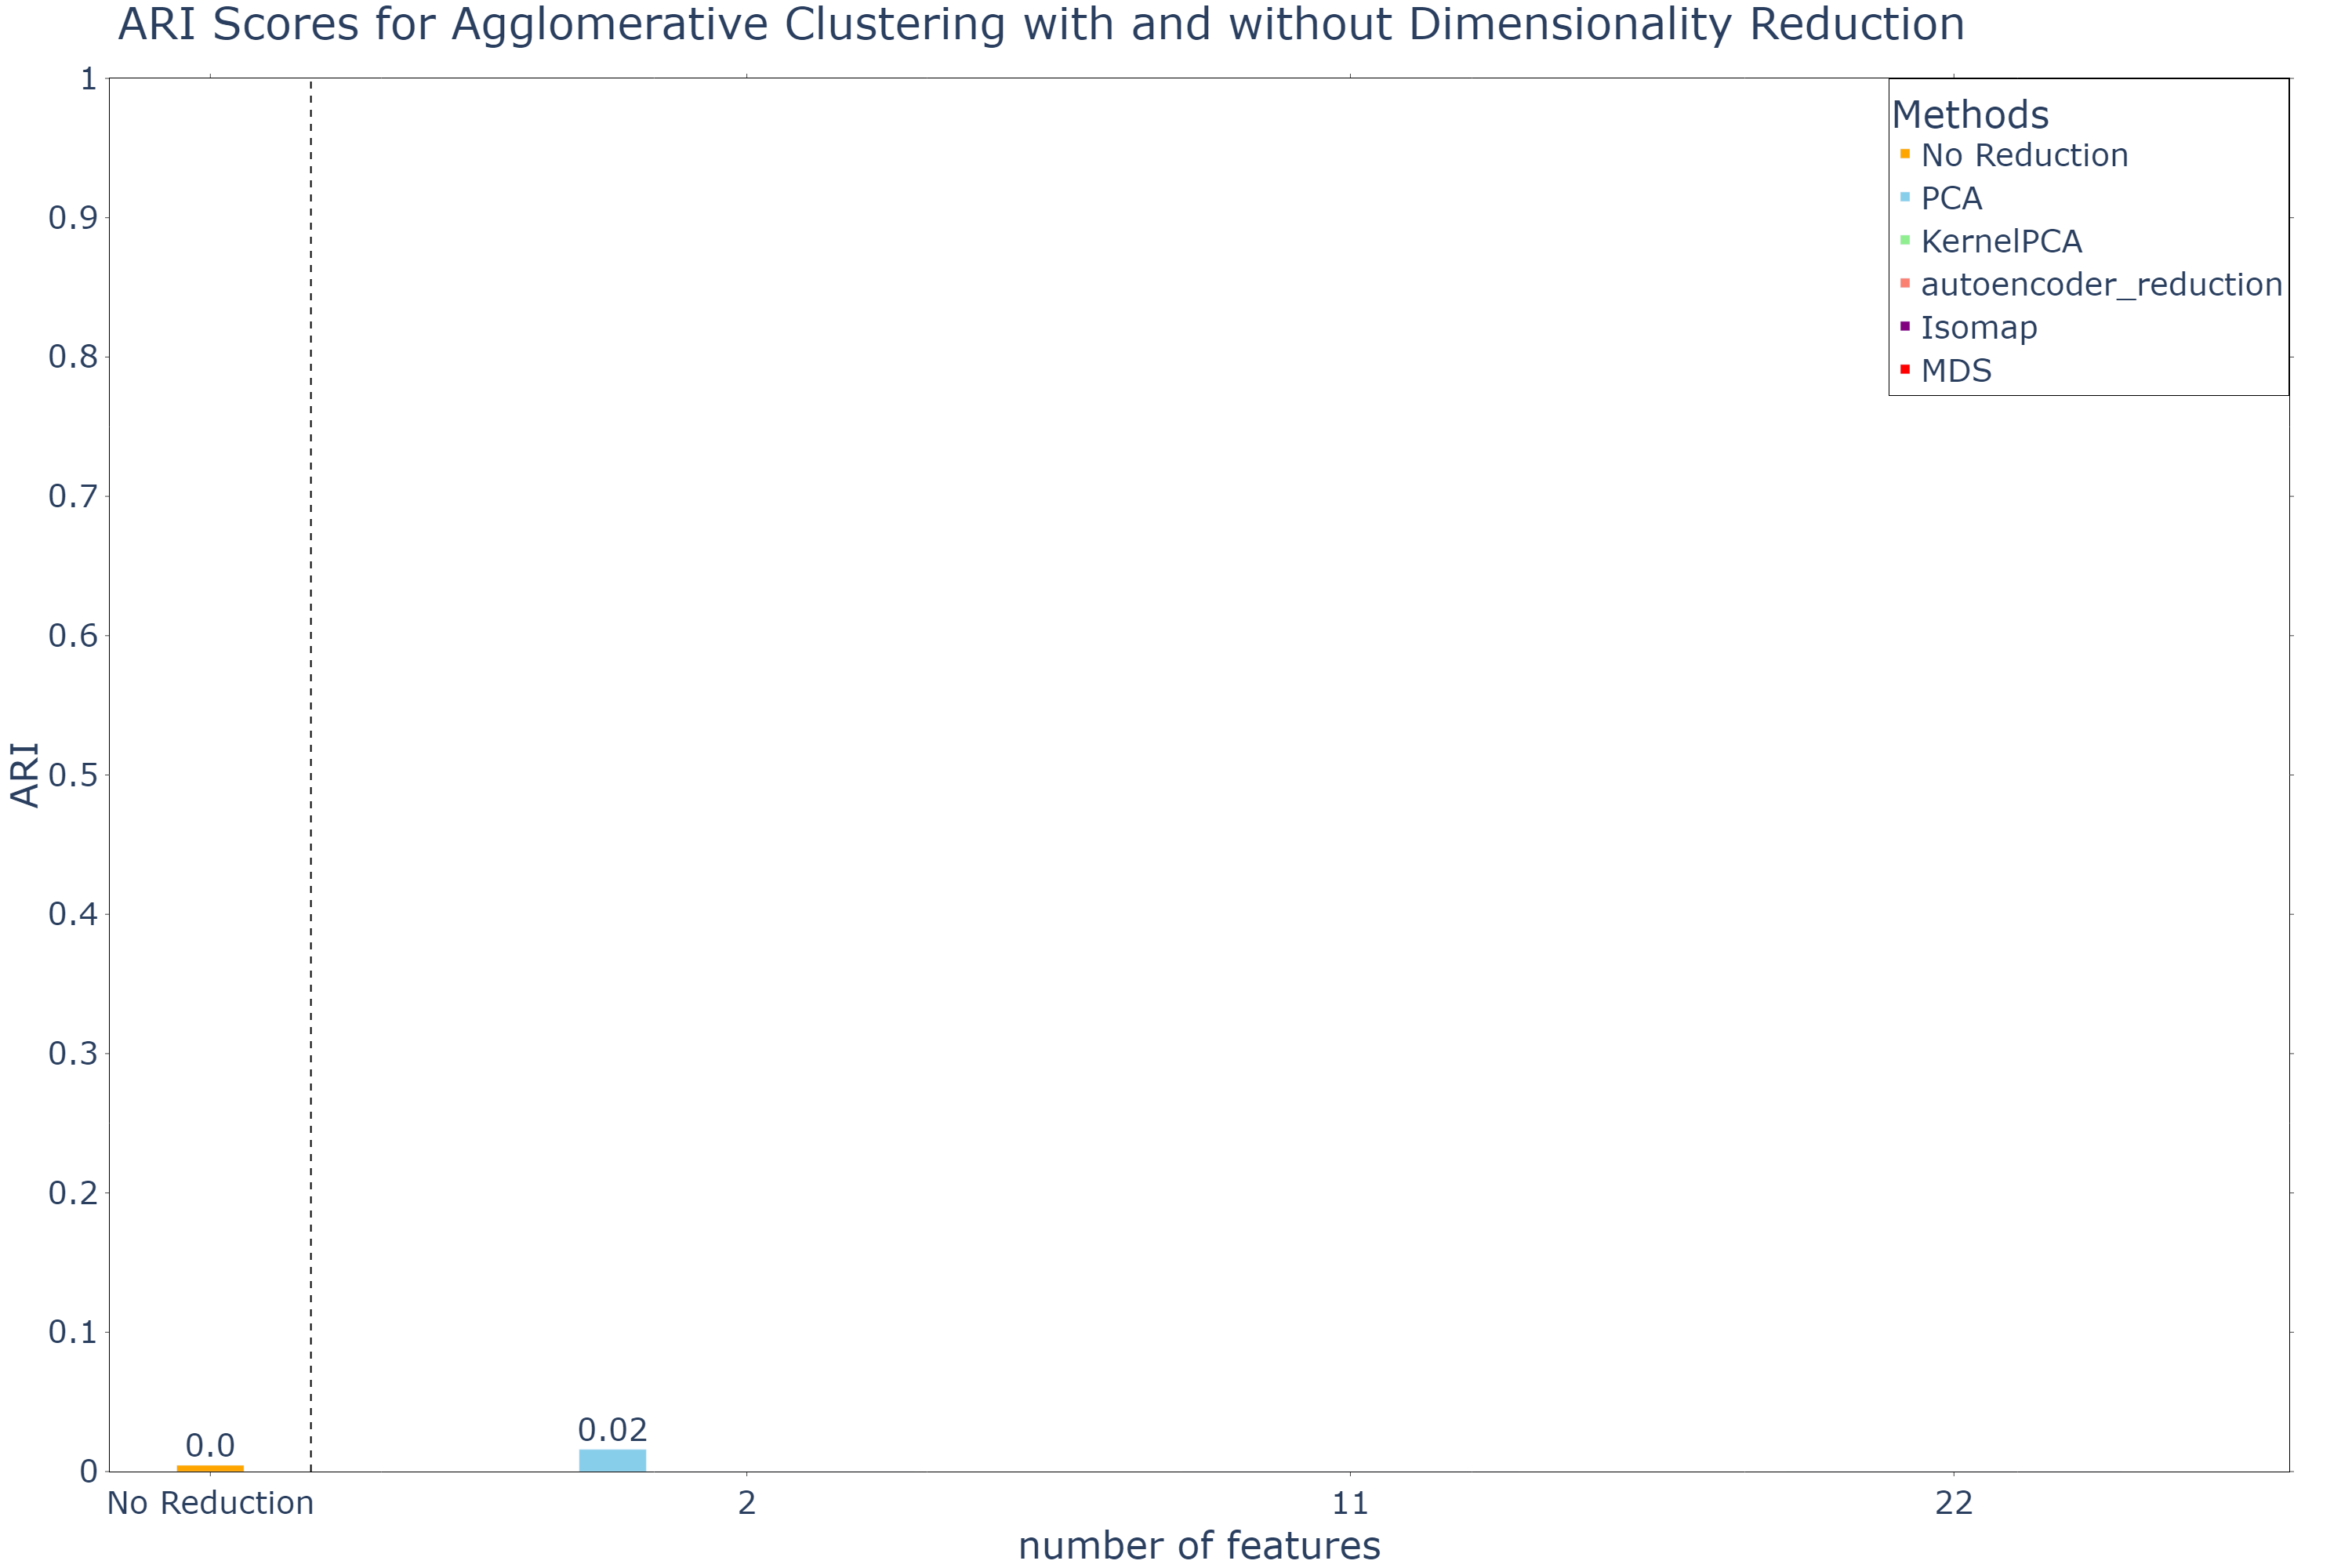 ARI Scores for Agglomerative Clustering with and without Dimensionality Reduction
1
0.9
0.8
0.7
0.6
0.5
0.4
0.3
0.2
0.1
0
ARI
Methods
No Reduction
PCA
KernelPCA
autoencoder_reduction
Isomap
MDS
0.0
0.02
No Reduction
2
11
22
number of features